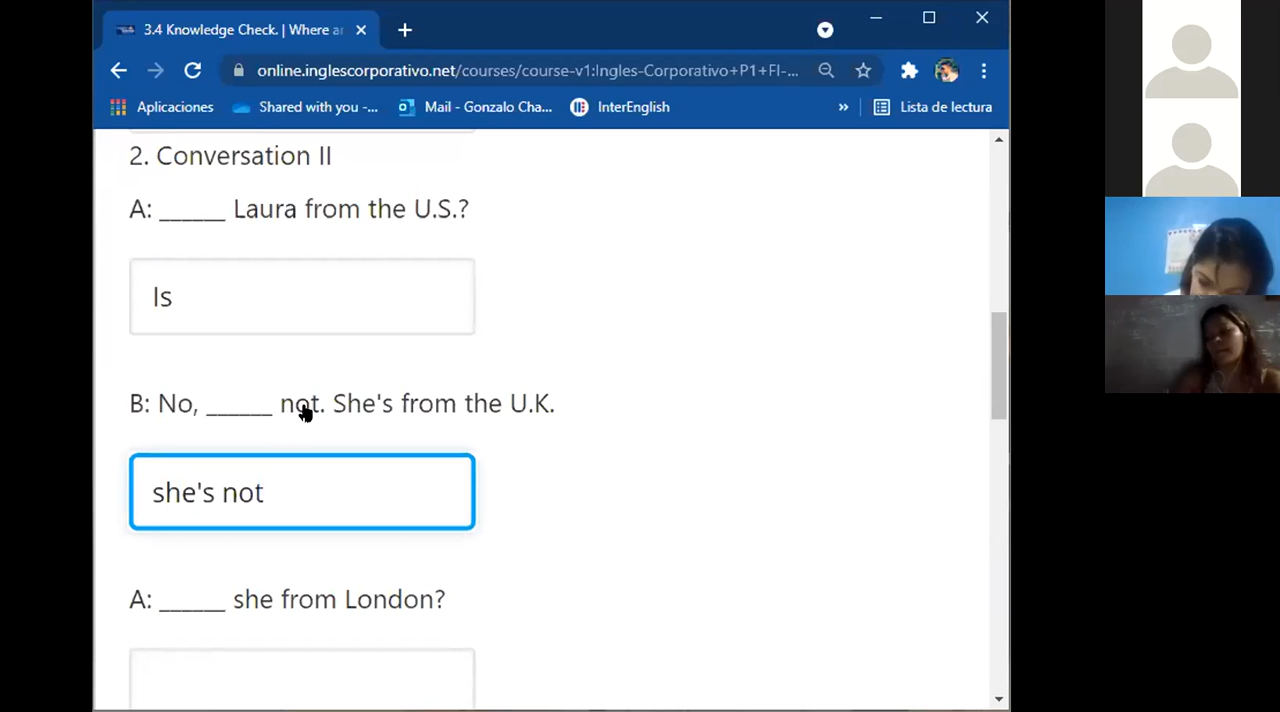 3.4 Knowledge Check. | Where ar
online.inglescorporativo.net/courses/course-v1:Ingles-Corporativo+P1+FI-...
Aplicaciones Shared with you -... Mail - Gonzalo Cha... InterEnglish » Lista de lectura
2. Conversation II
A: ______ Laura from the U.S.?
Is
B: No, ______ not. She's from the U.K.
she's not
A: ______ she from London?